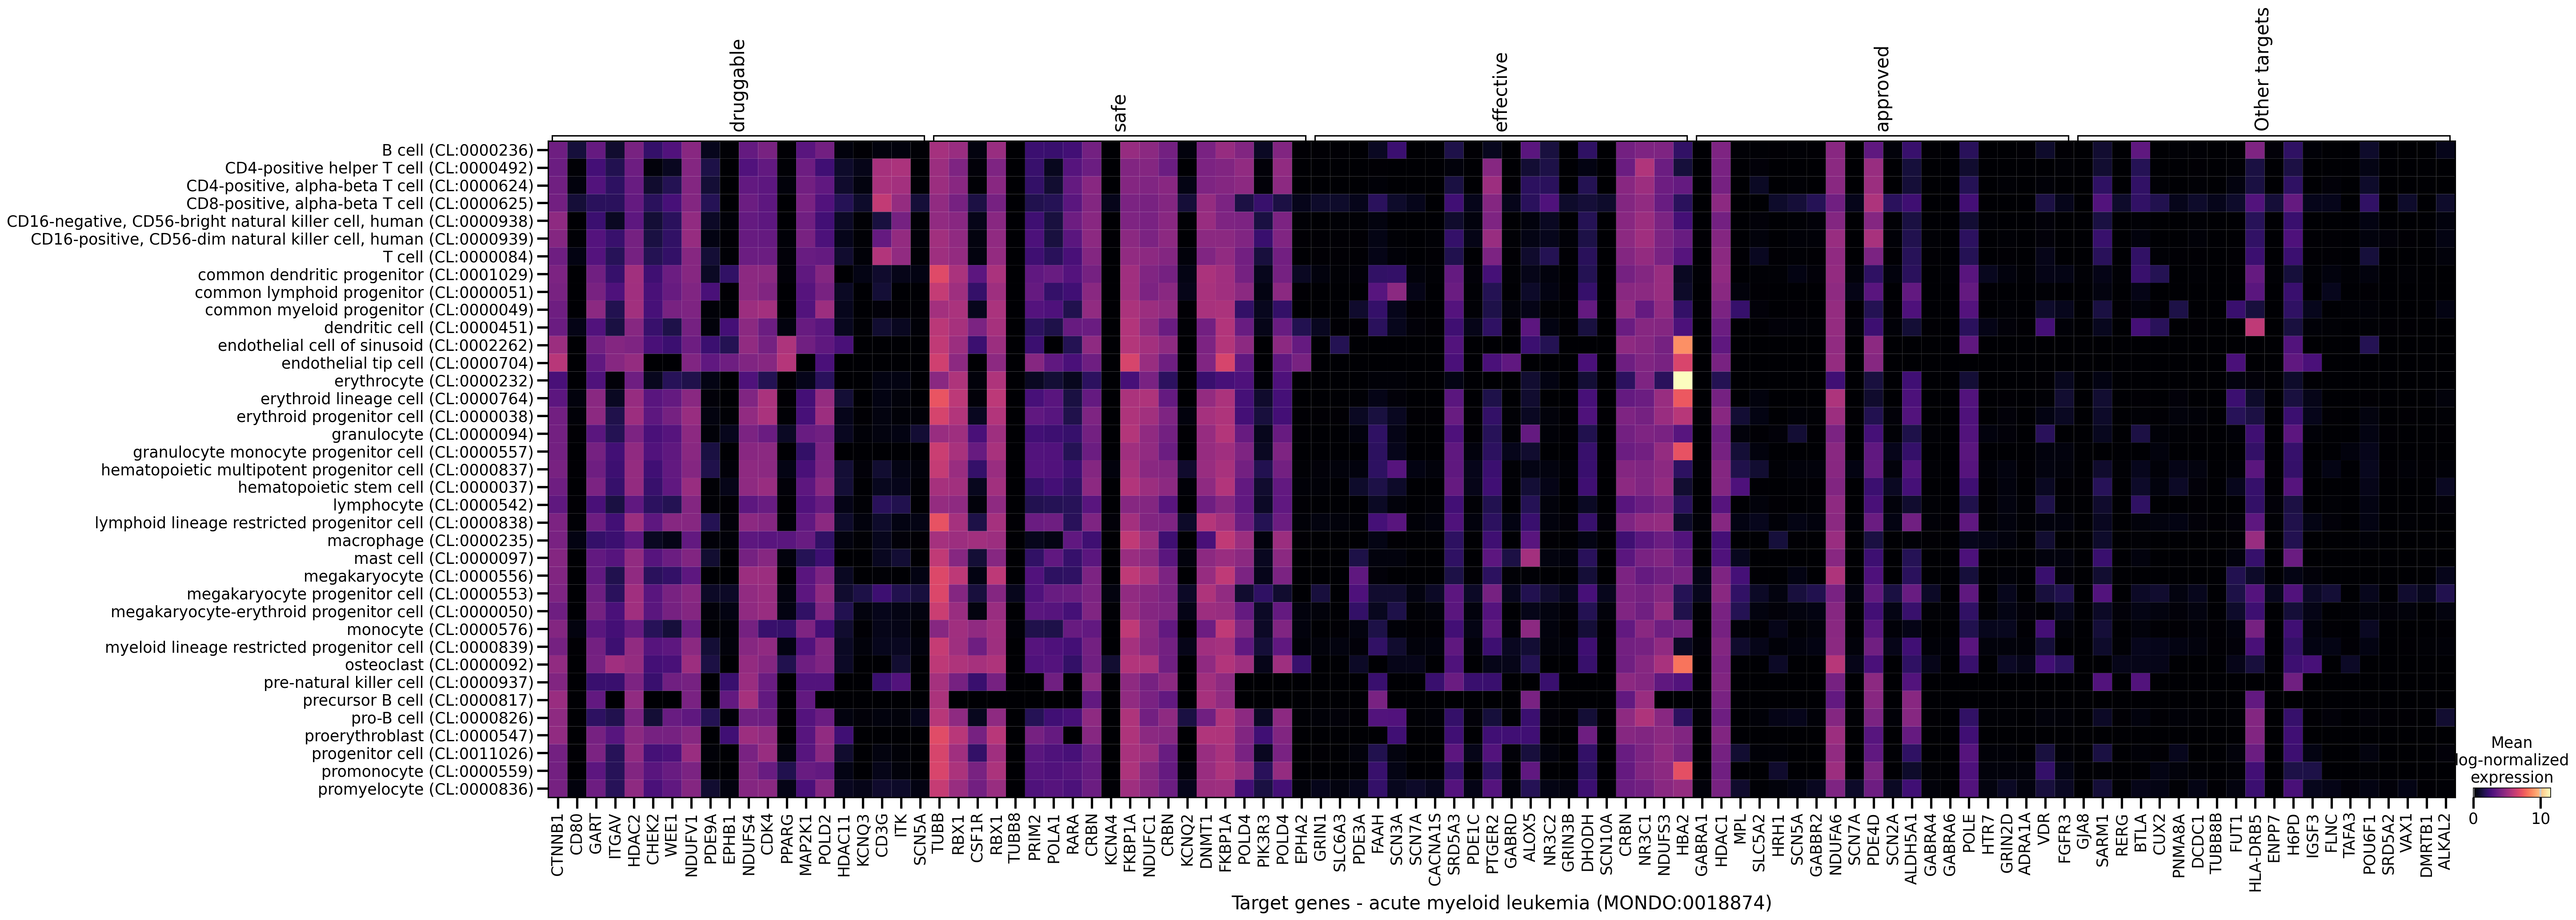 druggable
safe
effective
approved
Other targets
B cell (CL:0000236)
CD4-positive helper T cell (CL:0000492)
CD4-positive, alpha-beta T cell (CL:0000624)
CD8-positive, alpha-beta T cell (CL:0000625)
CD16-negative, CD56-bright natural killer cell, human (CL:0000938)
CD16-positive, CD56-dim natural killer cell, human (CL:0000939)
T cell (CL:0000084)
common dendritic progenitor (CL:0001029)
common lymphoid progenitor (CL:0000051)
common myeloid progenitor (CL:0000049)
dendritic cell (CL:0000451)
endothelial cell of sinusoid (CL:0002262)
endothelial tip cell (CL:0000704)
erythrocyte (CL:0000232)
erythroid lineage cell (CL:0000764)
erythroid progenitor cell (CL:0000038)
granulocyte (CL:0000094)
granulocyte monocyte progenitor cell (CL:0000557)
hematopoietic multipotent progenitor cell (CL:0000837)
hematopoietic stem cell (CL:0000037)
lymphocyte (CL:0000542)
lymphoid lineage restricted progenitor cell (CL:0000838)
macrophage (CL:0000235)
mast cell (CL:0000097)
megakaryocyte (CL:0000556)
megakaryocyte progenitor cell (CL:0000553)
megakaryocyte-erythroid progenitor cell (CL:0000050)
monocyte (CL:0000576)
myeloid lineage restricted progenitor cell (CL:0000839)
osteoclast (CL:0000092)
pre-natural killer cell (CL:0000937)
precursor B cell (CL:0000817)
pro-B cell (CL:0000826)
proerythroblast (CL:0000547)
progenitor cell (CL:0011026)
promonocyte (CL:0000559)
promyelocyte (CL:0000836)
CTNNB1
CD80
GART
ITGAV
HDAC2
CHEK2
WEE1
NDUFV1
PDE9A
EPHB1
NDUFS4
CDK4
PPARG
MAP2K1
POLD2
HDAC11
KCNQ3
CD3G
ITK
SCN5A
TUBB
RBX1
CSF1R
RBX1
TUBB8
PRIM2
POLA1
RARA
CRBN
KCNA4
FKBP1A
NDUFC1
CRBN
KCNQ2
DNMT1
FKBP1A
POLD4
PIK3R3
POLD4
EPHA2
GRIN1
SLC6A3
PDE3A
FAAH
SCN3A
SCN7A
CACNA1S
SRD5A3
PDE1C
PTGER2
GABRD
ALOX5
NR3C2
GRIN3B
DHODH
SCN10A
CRBN
NR3C1
NDUFS3
HBA2
GABRA1
HDAC1
MPL
SLC5A2
HRH1
SCN5A
GABBR2
NDUFA6
SCN7A
PDE4D
SCN2A
ALDH5A1
GABRA4
GABRA6
POLE
HTR7
GRIN2D
ADRA1A
VDR
FGFR3
GJA8
SARM1
RERG
BTLA
CUX2
PNMA8A
DCDC1
TUBB8B
FUT1
HLA-DRB5
ENPP7
H6PD
IGSF3
FLNC
TAFA3
POU6F1
SRD5A2
VAX1
DMRTB1
ALKAL2
Target genes - acute myeloid leukemia (MONDO:0018874)
Mean
log-normalized
expression
0
10